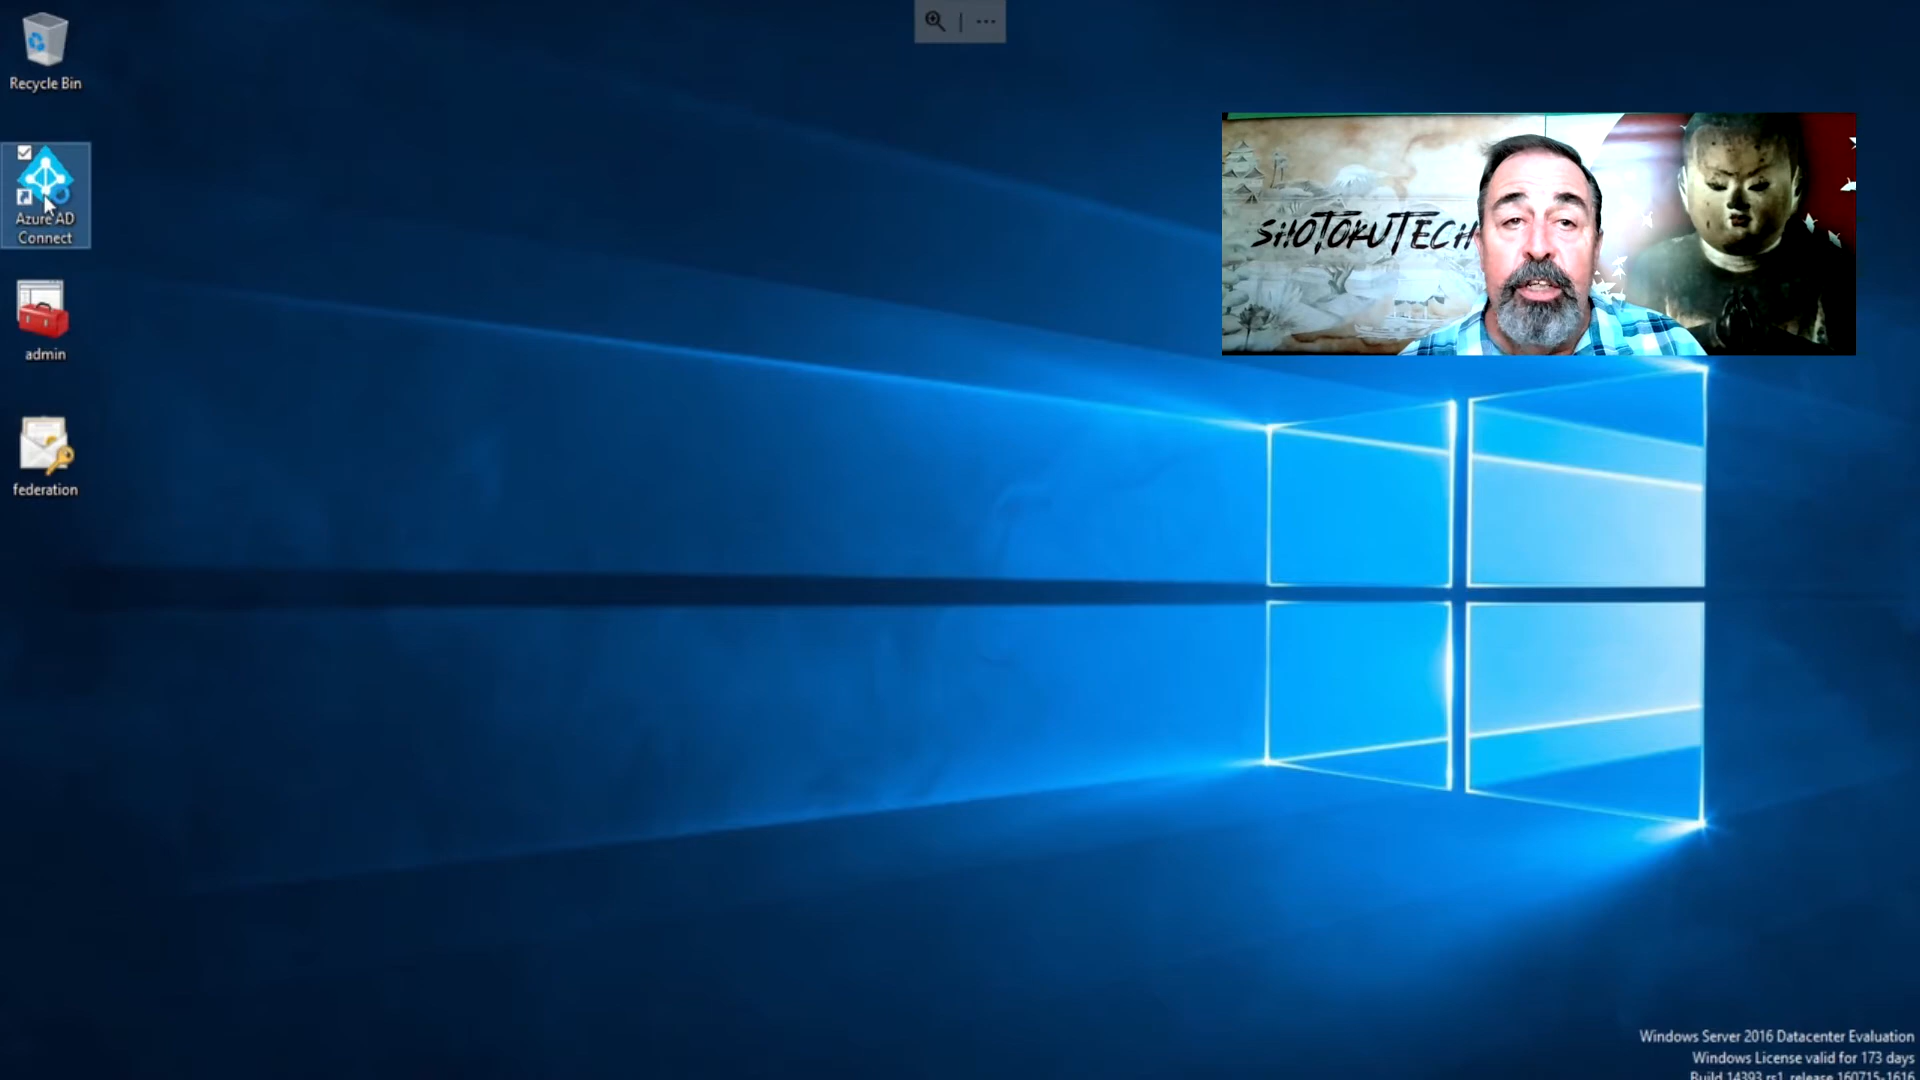 Recycle Bin
Azure AD
Connect
admin
federation
SHOTOKUTECH
Windows Server 2016 Datacenter Evaluation
Windows License valid for 173 days
Build 14393.rs1_release.160715-1616